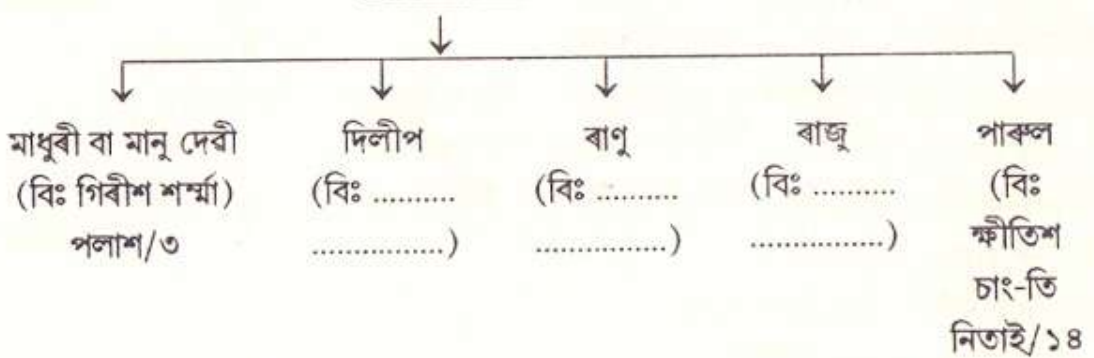 মাধুৰী বা মানু দেৱী
(বিঃ গিৰীশ শৰ্ম্মা)
পলাশ/৩
দিলীপ
(বিঃ ..........
...............)
ৰাণু
(বিঃ ..........
...............)
ৰাজু
(বিঃ ..........
...............)
পাৰুল
(বিঃ
ক্ষীতিশ
চাং-তি
নিতাই/১৪